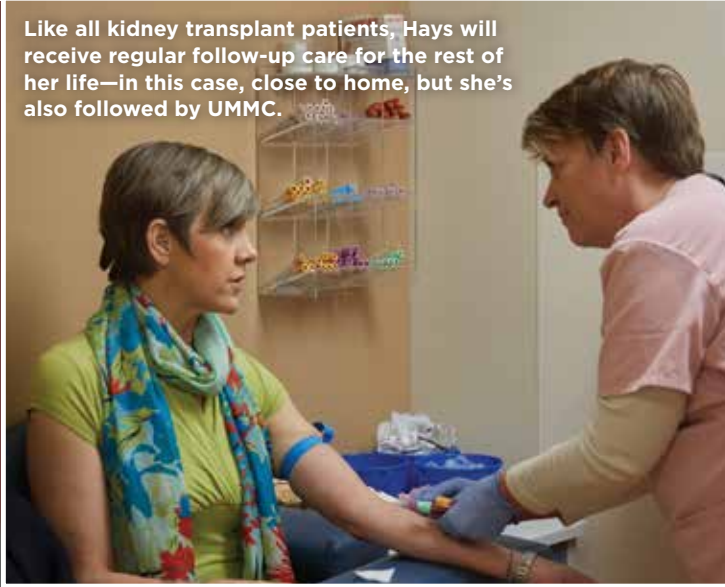 Like all kidney transplant patients, Hays will
receive regular follow-up care for the rest of
her life—in this case, close to home, but she's
also followed by UMMC.